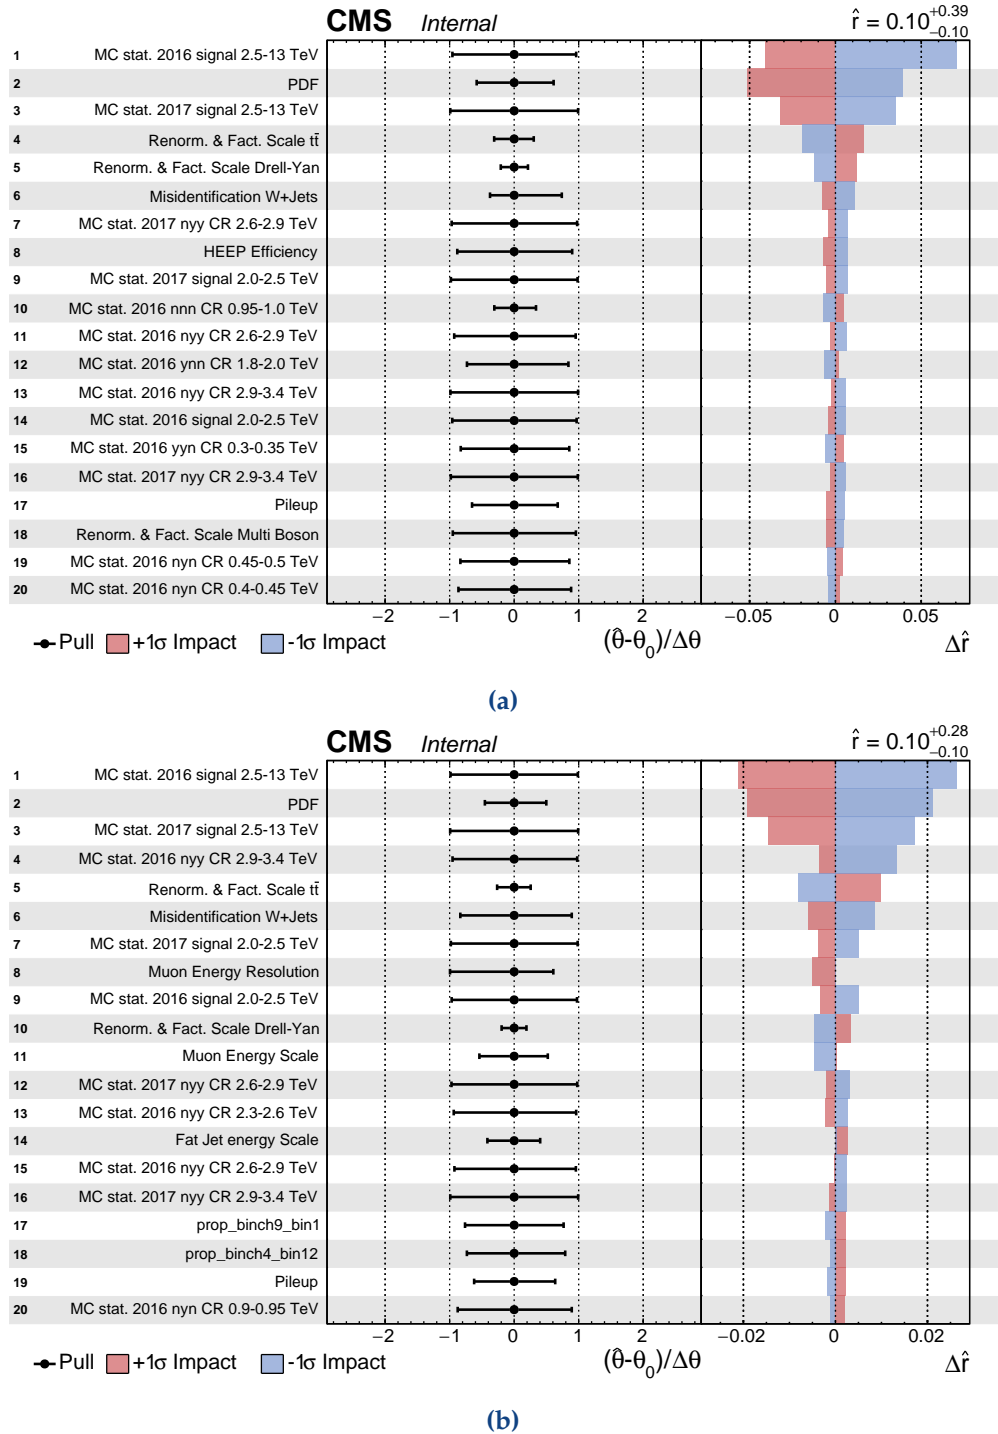 CMS Internal r̂ = 0.10 +0.39 −0.10
1 MC stat. 2016 signal 2.5-13 TeV
2 PDF
3 MC stat. 2017 signal 2.5-13 TeV
4 Renorm. & Fact. Scale tt̄
5 Renorm. & Fact. Scale Drell-Yan
6 Misidentification W+Jets
7 MC stat. 2017 nyy CR 2.6-2.9 TeV
8 HEEP Efficiency
9 MC stat. 2017 signal 2.0-2.5 TeV
10 MC stat. 2016 nnn CR 0.95-1.0 TeV
11 MC stat. 2016 nyy CR 2.6-2.9 TeV
12 MC stat. 2016 ynn CR 1.8-2.0 TeV
13 MC stat. 2016 nyy CR 2.9-3.4 TeV
14 MC stat. 2016 signal 2.0-2.5 TeV
15 MC stat. 2016 yyn CR 0.3-0.35 TeV
16 MC stat. 2017 nyy CR 2.9-3.4 TeV
17 Pileup
18 Renorm. & Fact. Scale Multi Boson
19 MC stat. 2016 nyn CR 0.45-0.5 TeV
20 MC stat. 2016 nyn CR 0.4-0.45 TeV
−2 −1 0 1 2 −0.05 0 0.05
Pull +1σ Impact -1σ Impact (θ̂-θ₀)/Δθ Δr̂
(a)
CMS Internal r̂ = 0.10 +0.28 −0.10
1 MC stat. 2016 signal 2.5-13 TeV
2 PDF
3 MC stat. 2017 signal 2.5-13 TeV
4 MC stat. 2016 nyy CR 2.9-3.4 TeV
5 Renorm. & Fact. Scale tt̄
6 Misidentification W+Jets
7 MC stat. 2017 signal 2.0-2.5 TeV
8 Muon Energy Resolution
9 MC stat. 2016 signal 2.0-2.5 TeV
10 Renorm. & Fact. Scale Drell-Yan
11 Muon Energy Scale
12 MC stat. 2017 nyy CR 2.6-2.9 TeV
13 MC stat. 2016 nyy CR 2.3-2.6 TeV
14 Fat Jet energy Scale
15 MC stat. 2016 nyy CR 2.6-2.9 TeV
16 MC stat. 2017 nyy CR 2.9-3.4 TeV
17 prop_binch9_bin1
18 prop_binch4_bin12
19 Pileup
20 MC stat. 2016 nyn CR 0.9-0.95 TeV
−2 −1 0 1 2 −0.02 0 0.02
Pull +1σ Impact -1σ Impact (θ̂-θ₀)/Δθ Δr̂
(b)